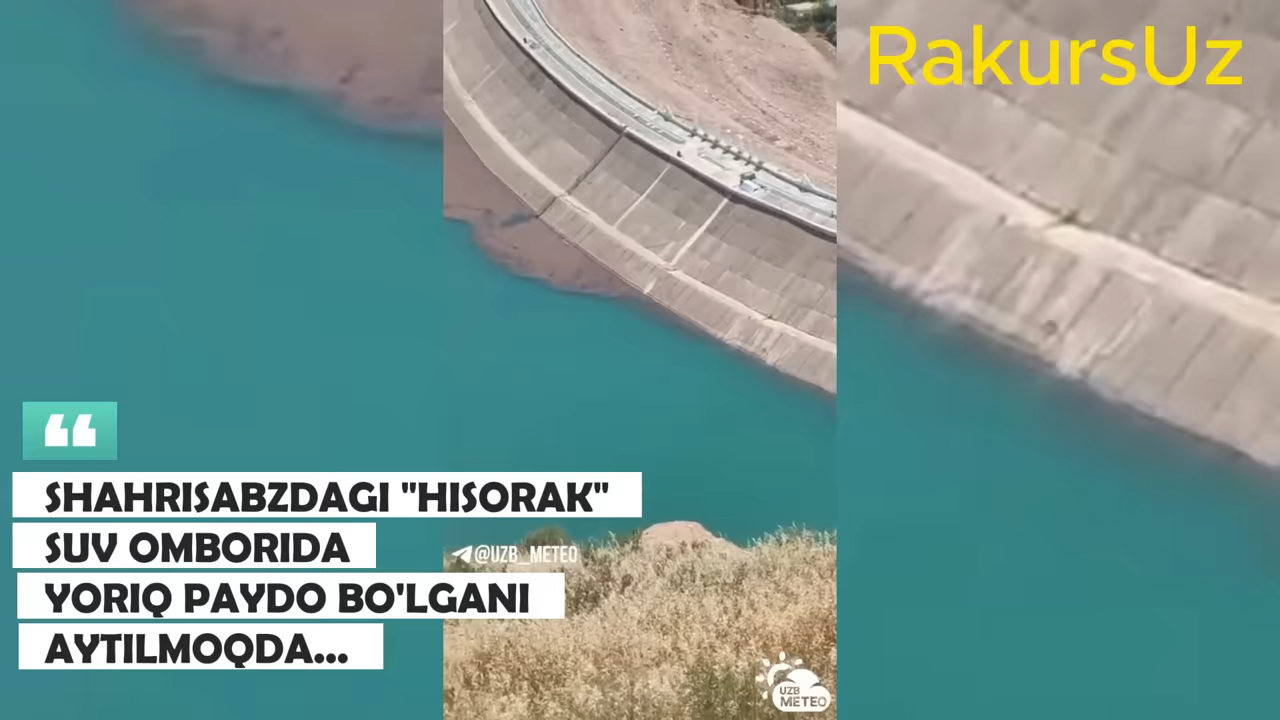 RakursUz
SHAHRISABZDAGI "HISORAK"
SUV OMBORIDA
YORIQ PAYDO BO'LGANI
AYTILMOQDA...
@UZB_METEO
UZB
METEO